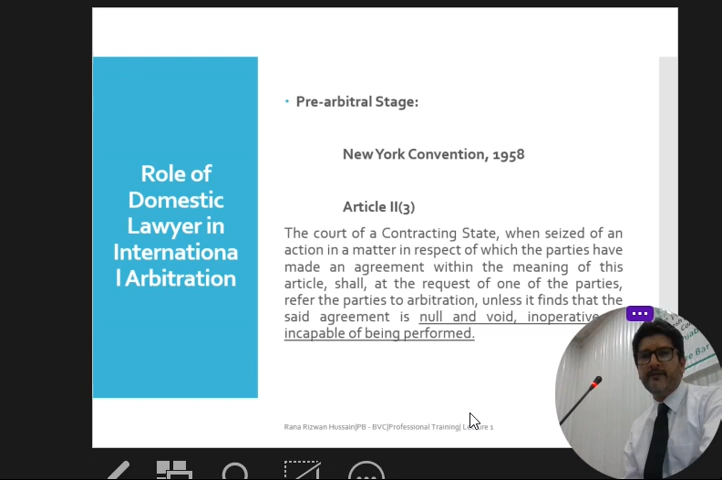 Role of
Domestic
Lawyer in
Internationa
l Arbitration
• Pre-arbitral Stage:
New York Convention, 1958
Article II(3)
The court of a Contracting State, when seized of an
action in a matter in respect of which the parties have
made an agreement within the meaning of this
article, shall, at the request of one of the parties,
refer the parties to arbitration, unless it finds that the
said agreement is null and void, inoperative
incapable of being performed.
Rana Rizwan Hussain|PB - BVC|Professional Training| Lecture 1